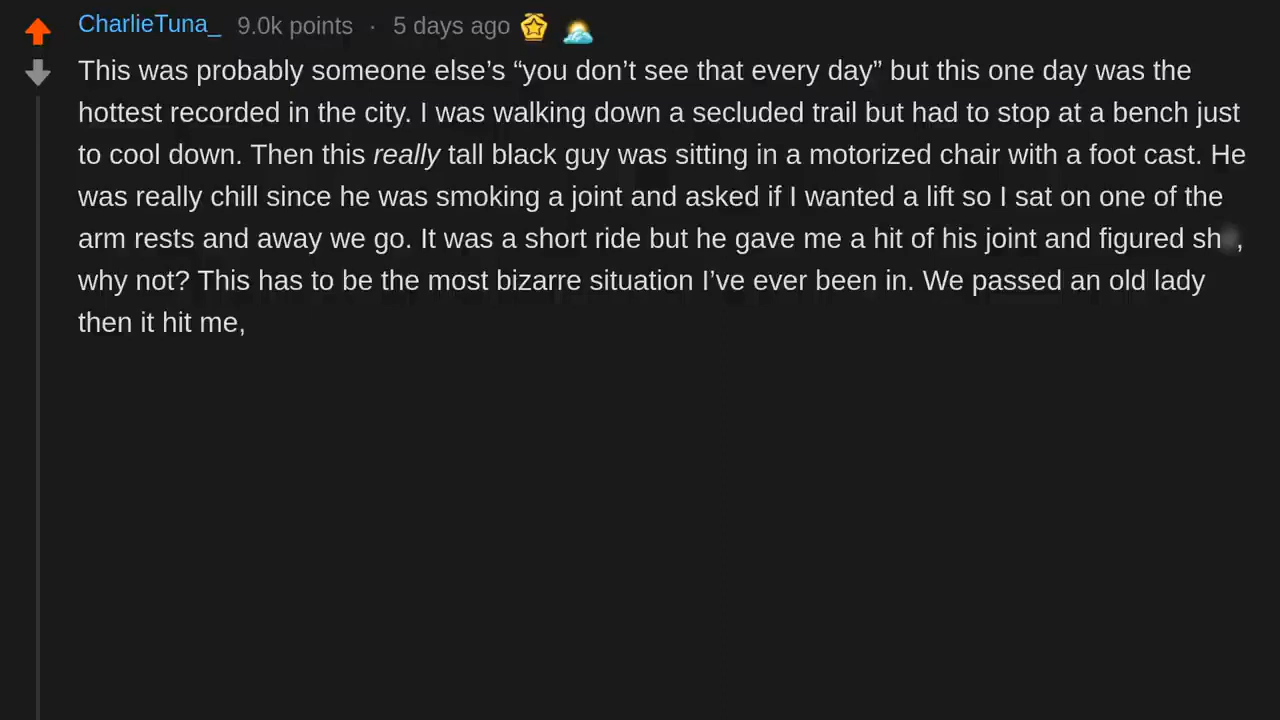 CharlieTuna_ 9.0k points · 5 days ago
This was probably someone else’s “you don’t see that every day” but this one day was the
hottest recorded in the city. I was walking down a secluded trail but had to stop at a bench just
to cool down. Then this really tall black guy was sitting in a motorized chair with a foot cast. He
was really chill since he was smoking a joint and asked if I wanted a lift so I sat on one of the
arm rests and away we go. It was a short ride but he gave me a hit of his joint and figured sh ,
why not? This has to be the most bizarre situation I’ve ever been in. We passed an old lady
then it hit me,